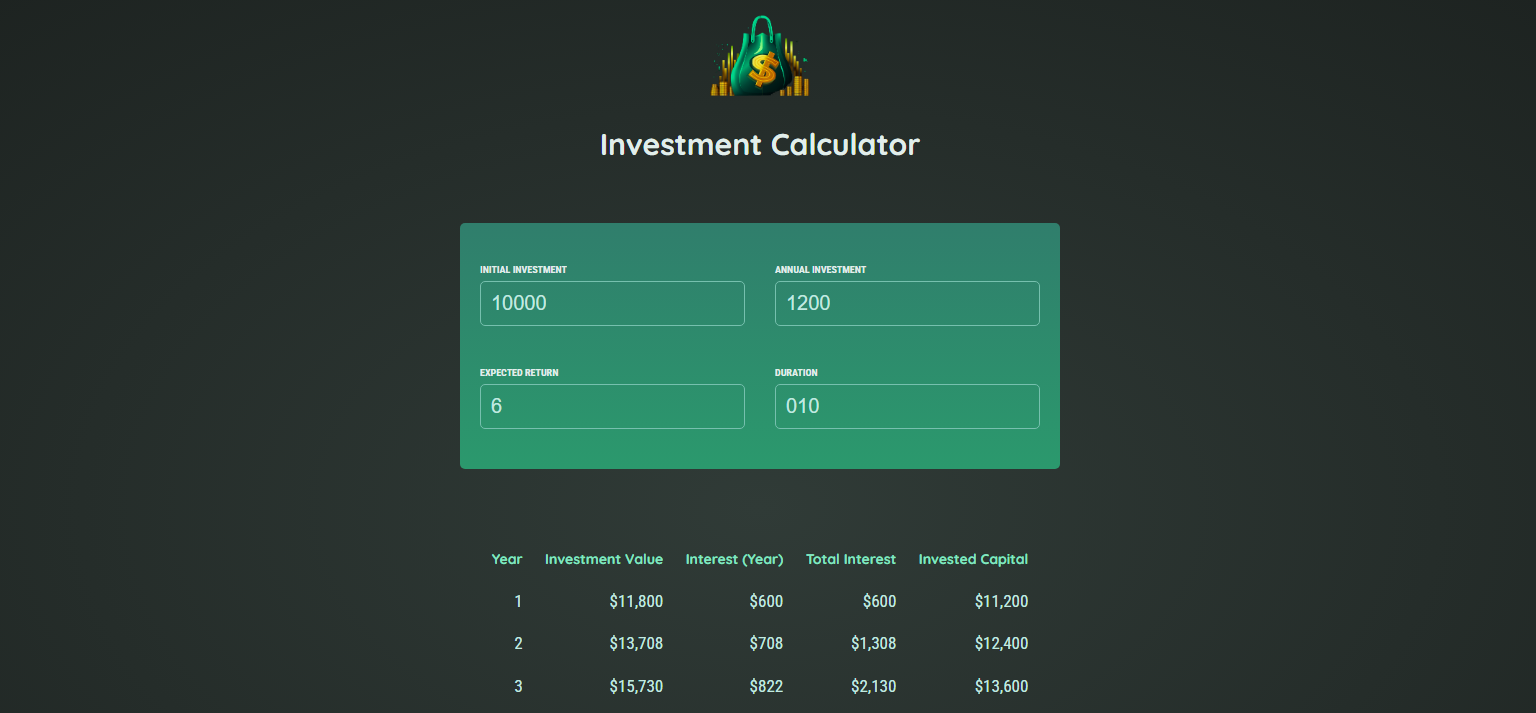 $
Investment Calculator
INITIAL INVESTMENT ANNUAL INVESTMENT
10000 1200
EXPECTED RETURN DURATION
6 010
Year Investment Value Interest (Year) Total Interest Invested Capital
1 $11,800 $600 $600 $11,200
2 $13,708 $708 $1,308 $12,400
3 $15,730 $822 $2,130 $13,600